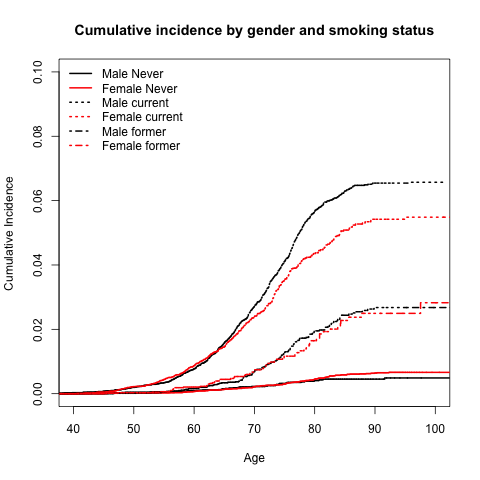 Cumulative incidence by gender and smoking status
Male Never
Female Never
Male current
Female current
Male former
Female former
Cumulative Incidence
0.10
0.08
0.06
0.04
0.02
0.00
40 50 60 70 80 90 100
Age